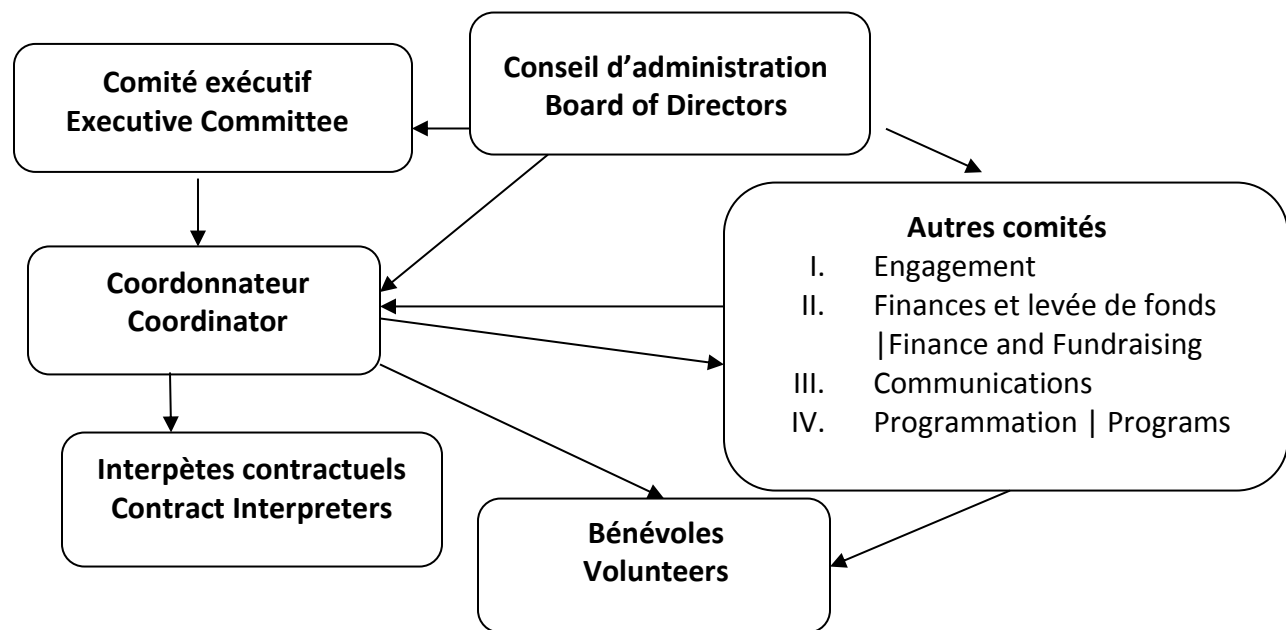 Comité exécutif
Executive Committee
Conseil d’administration
Board of Directors
Coordonnateur
Coordinator
Autres comités
I. Engagement
II. Finances et levée de fonds
|Finance and Fundraising
III. Communications
IV. Programmation | Programs
Interpètes contractuels
Contract Interpreters
Bénévoles
Volunteers